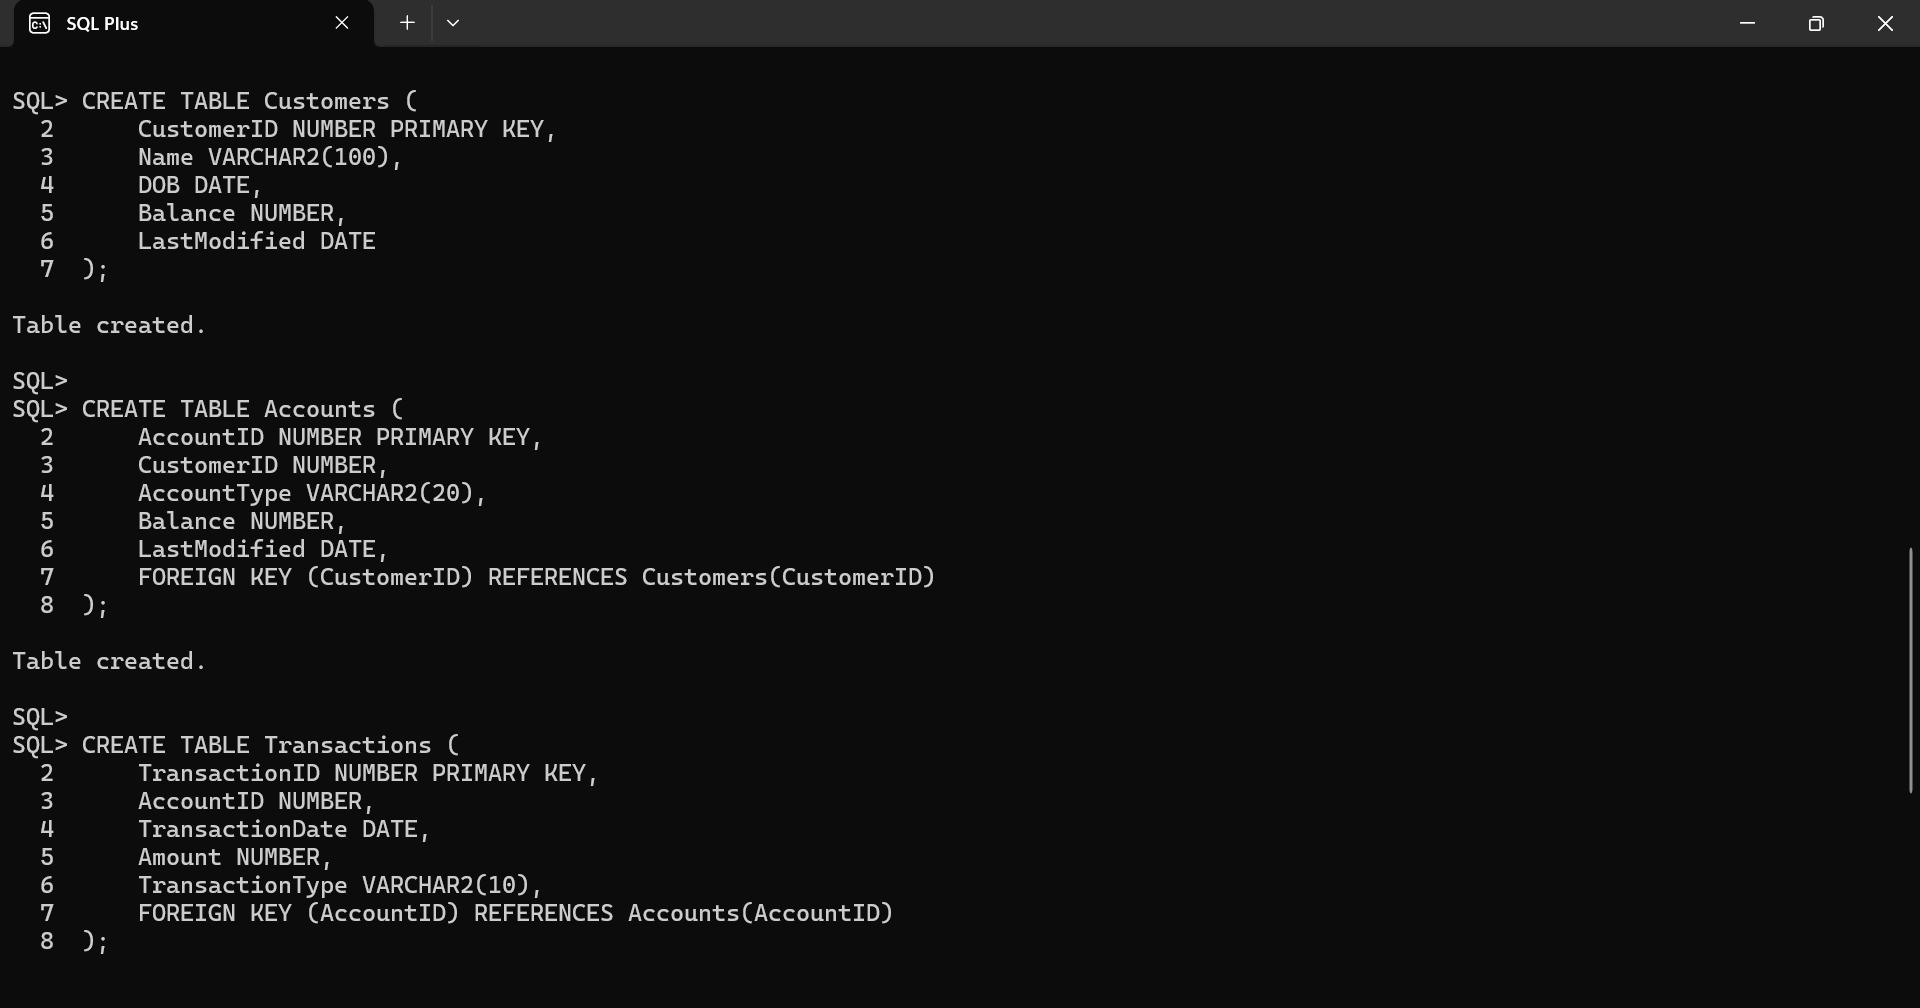 SQL Plus
SQL> CREATE TABLE Customers (
  2      CustomerID NUMBER PRIMARY KEY,
  3      Name VARCHAR2(100),
  4      DOB DATE,
  5      Balance NUMBER,
  6      LastModified DATE
  7  );
Table created.
SQL>
SQL> CREATE TABLE Accounts (
  2      AccountID NUMBER PRIMARY KEY,
  3      CustomerID NUMBER,
  4      AccountType VARCHAR2(20),
  5      Balance NUMBER,
  6      LastModified DATE,
  7      FOREIGN KEY (CustomerID) REFERENCES Customers(CustomerID)
  8  );
Table created.
SQL>
SQL> CREATE TABLE Transactions (
  2      TransactionID NUMBER PRIMARY KEY,
  3      AccountID NUMBER,
  4      TransactionDate DATE,
  5      Amount NUMBER,
  6      TransactionType VARCHAR2(10),
  7      FOREIGN KEY (AccountID) REFERENCES Accounts(AccountID)
  8  );